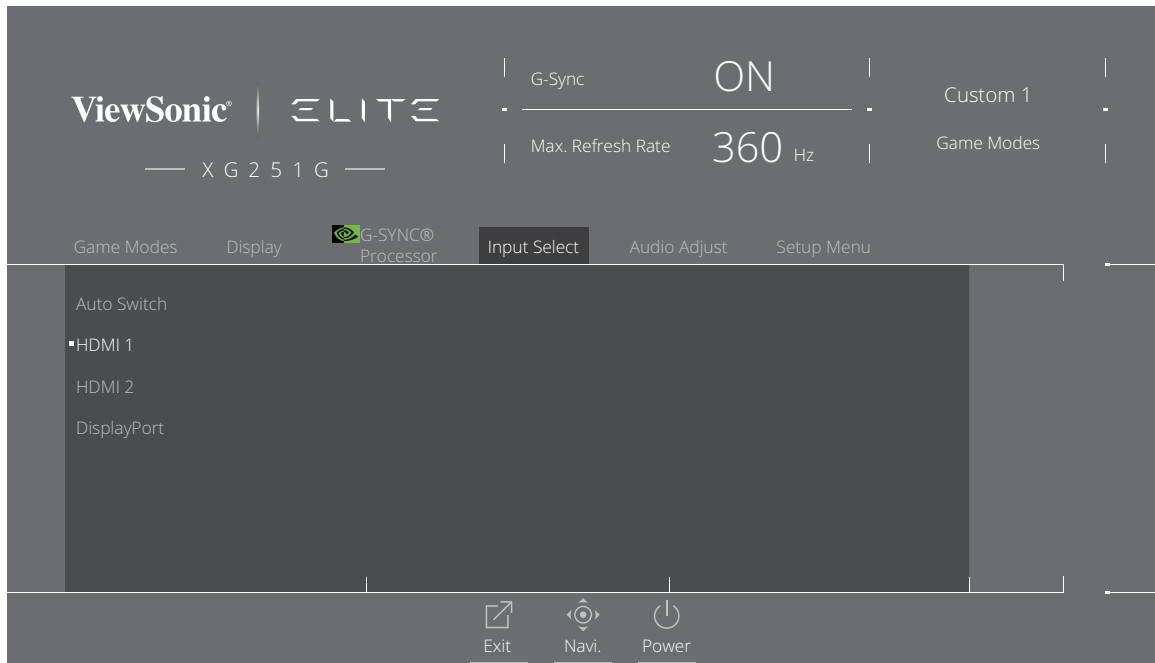 ViewSonic® | ELITE
XG251G
G-Sync ON
Max. Refresh Rate 360 Hz
Custom 1
Game Modes
Game Modes
Display
G-SYNC®
Processor
Input Select
Audio Adjust
Setup Menu
Auto Switch
HDMI 1
HDMI 2
DisplayPort
Exit
Navi.
Power